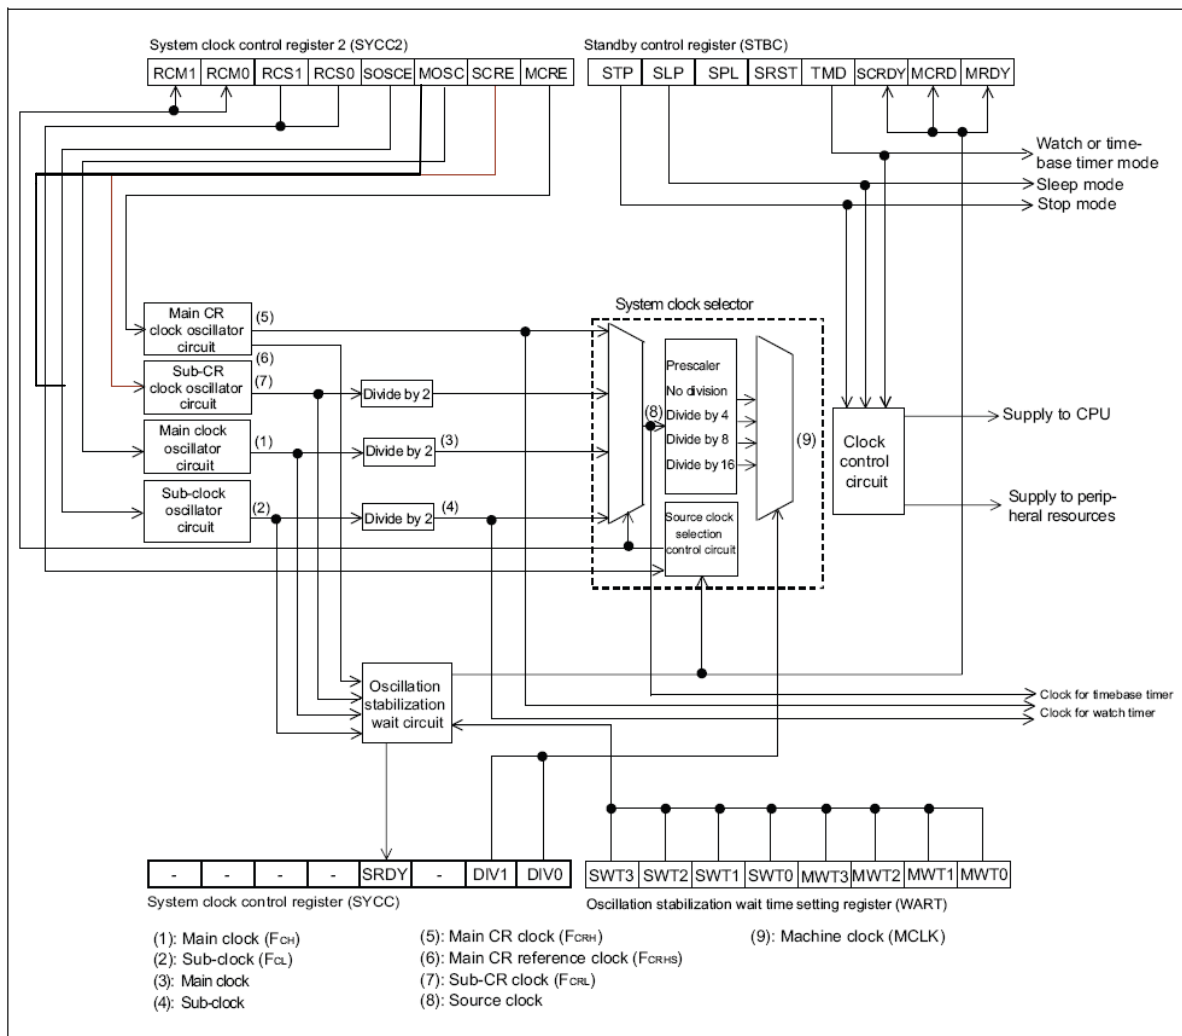 System clock control register 2 (SYCC2)
RCM1 RCM0 RCS1 RCS0 SOSCE MOSC SCRE MCRE
Standby control register (STBC)
STP SLP SPL SRST TMD SCRDY MCRD MRDY
Watch or time-
base timer mode
Sleep mode
Stop mode
Main CR
clock oscillator
circuit
(5)
(6)
Sub-CR
clock oscillator
circuit
(7)
Divide by 2
Main clock
oscillator
circuit
(1)
Divide by 2
(3)
Sub-clock
oscillator
circuit
(2)
Divide by 2
(4)
System clock selector
(8)
Prescaler
No division
Divide by 4
Divide by 8
Divide by 16
(9)
Source clock
selection
control circuit
Clock
control
circuit
Supply to CPU
Supply to perip-
heral resources
Oscillation
stabilization
wait circuit
Clock for timebase timer
Clock for watch timer
- - - - SRDY - DIV1 DIV0
System clock control register (SYCC)
SWT3 SWT2 SWT1 SWT0 MWT3 MWT2 MWT1 MWT0
Oscillation stabilization wait time setting register (WART)
(1): Main clock (FCH)
(2): Sub-clock (FCL)
(3): Main clock
(4): Sub-clock
(5): Main CR clock (FCRH)
(6): Main CR reference clock (FCRHS)
(7): Sub-CR clock (FCRL)
(8): Source clock
(9): Machine clock (MCLK)